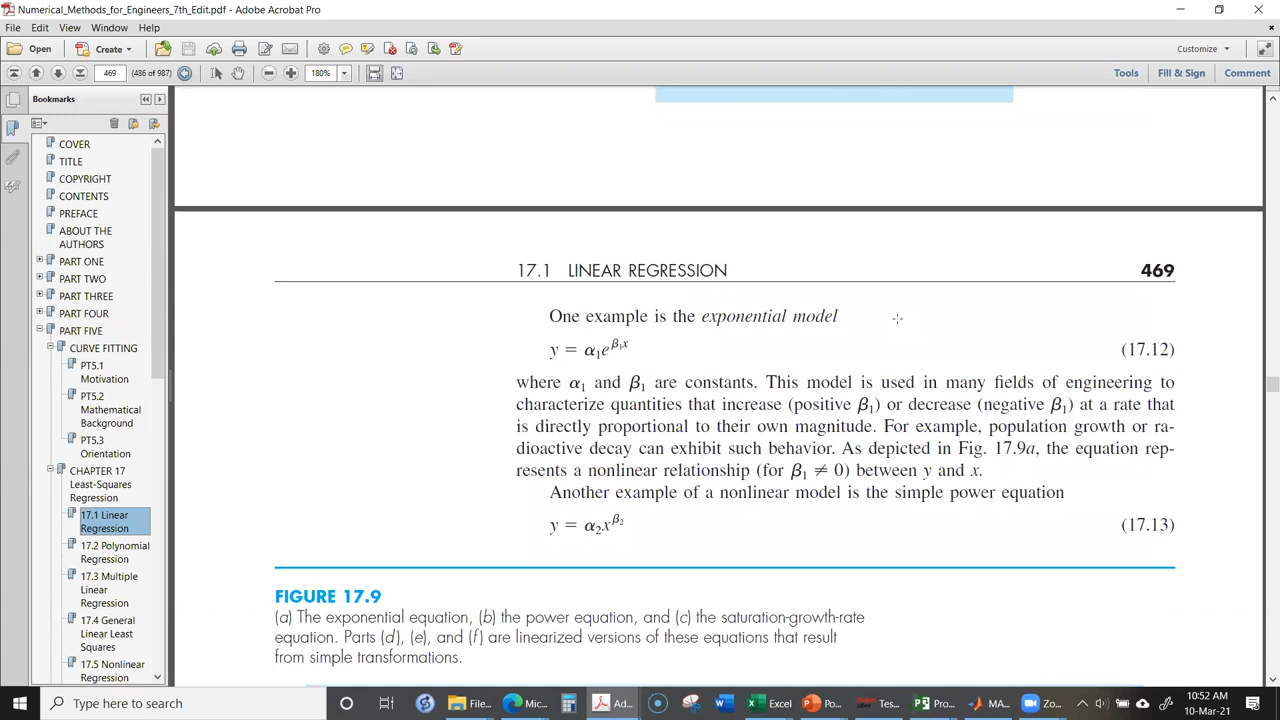 Numerical_Methods_for_Engineers_7th_Edit.pdf - Adobe Acrobat Pro
File Edit View Window Help
Open Create Customize
469 (486 of 987) 180% Tools Fill & Sign Comment
Bookmarks
COVER
TITLE
COPYRIGHT
CONTENTS
PREFACE
ABOUT THE
AUTHORS
PART ONE
PART TWO
PART THREE
PART FOUR
PART FIVE
CURVE FITTING
PT5.1
Motivation
PT5.2
Mathematical
Background
PT5.3
Orientation
CHAPTER 17
Least-Squares
Regression
17.1 Linear
Regression
17.2 Polynomial
Regression
17.3 Multiple
Linear
Regression
17.4 General
Linear Least
Squares
17.5 Nonlinear
Regression
17.1 LINEAR REGRESSION 469
One example is the exponential model
y = α₁e^{β₁x} (17.12)
where α₁ and β₁ are constants. This model is used in many fields of engineering to
characterize quantities that increase (positive β₁) or decrease (negative β₁) at a rate that
is directly proportional to their own magnitude. For example, population growth or ra-
dioactive decay can exhibit such behavior. As depicted in Fig. 17.9a, the equation rep-
resents a nonlinear relationship (for β₁ ≠ 0) between y and x.
Another example of a nonlinear model is the simple power equation
y = α₂x^{β₂} (17.13)
FIGURE 17.9
(a) The exponential equation, (b) the power equation, and (c) the saturation-growth-rate
equation. Parts (d), (e), and (f) are linearized versions of these equations that result
from simple transformations.
Type here to search File... Mic... Ad... Excel Po... Tes... Pro... MA... Zo... 10:52 AM
10-Mar-21